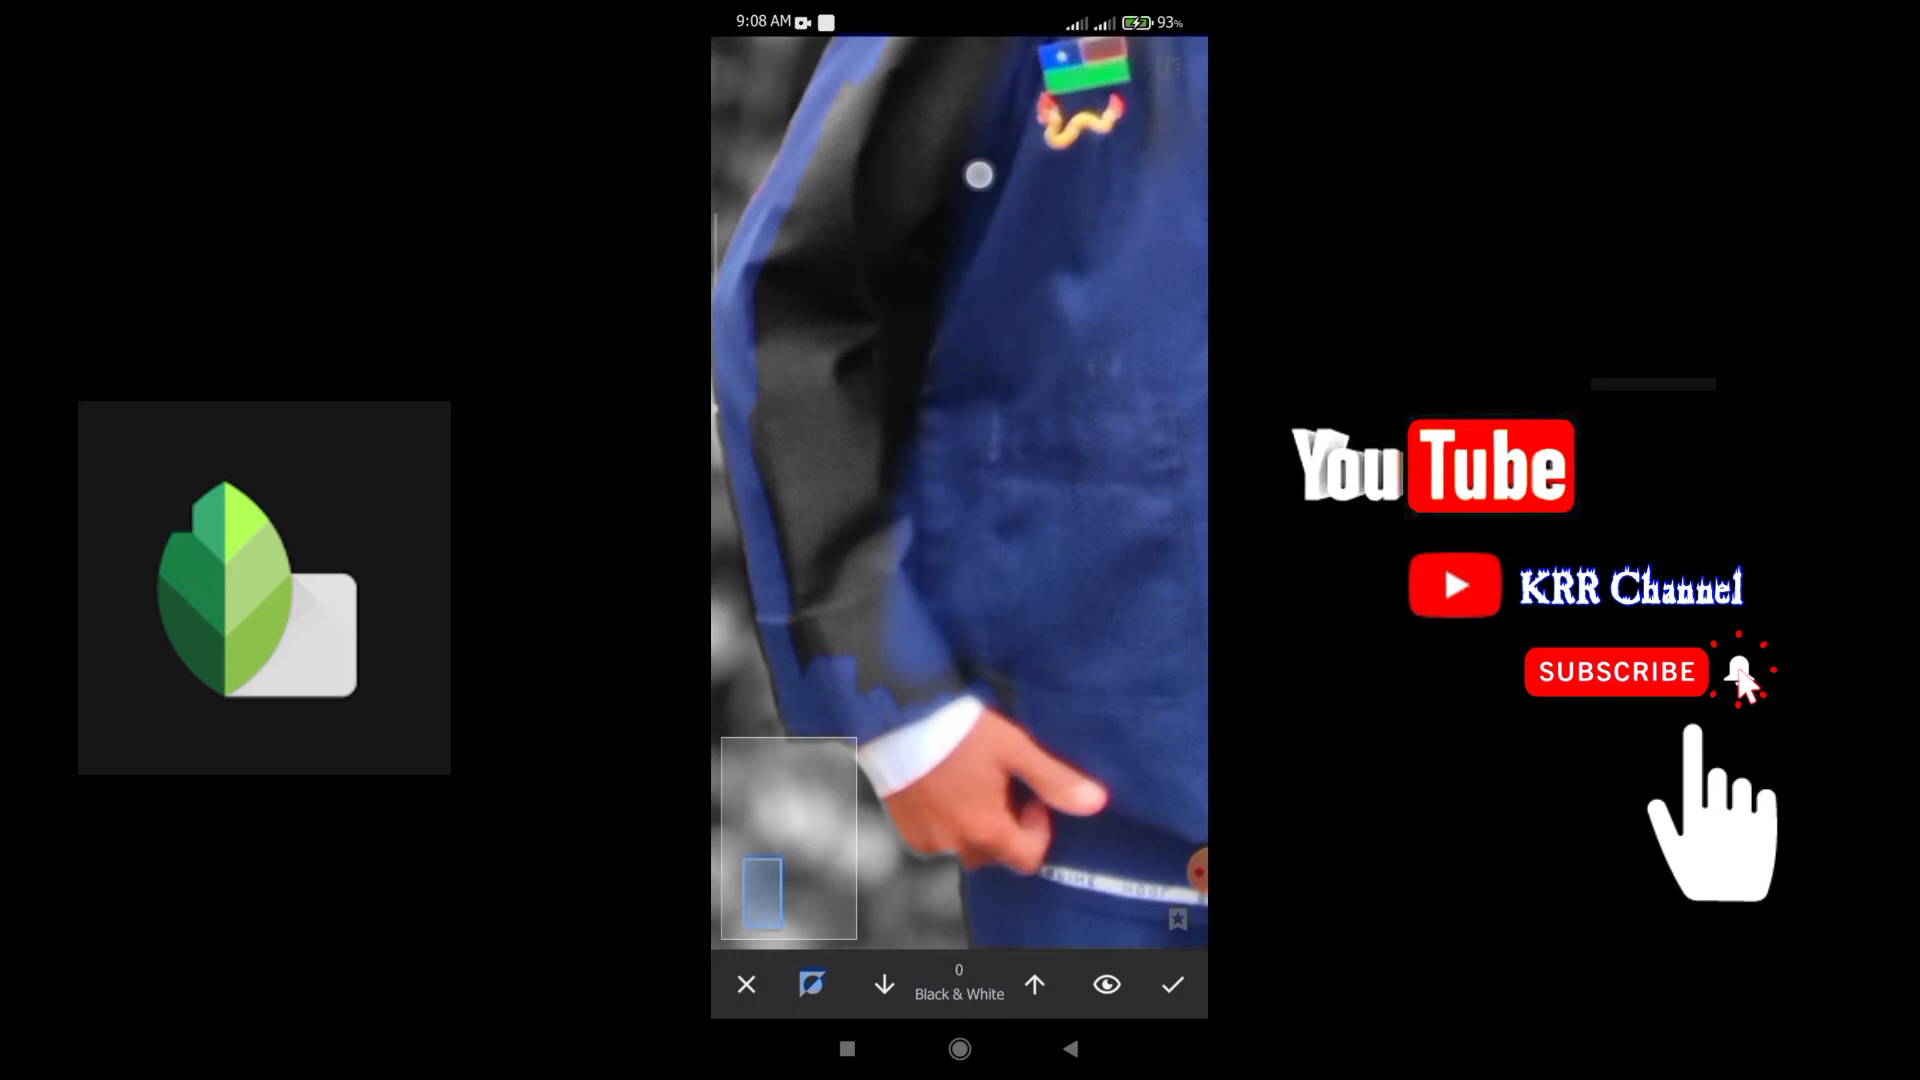 9:08 AM
93%
0
Black & White
YouTube
KRR Channel
SUBSCRIBE